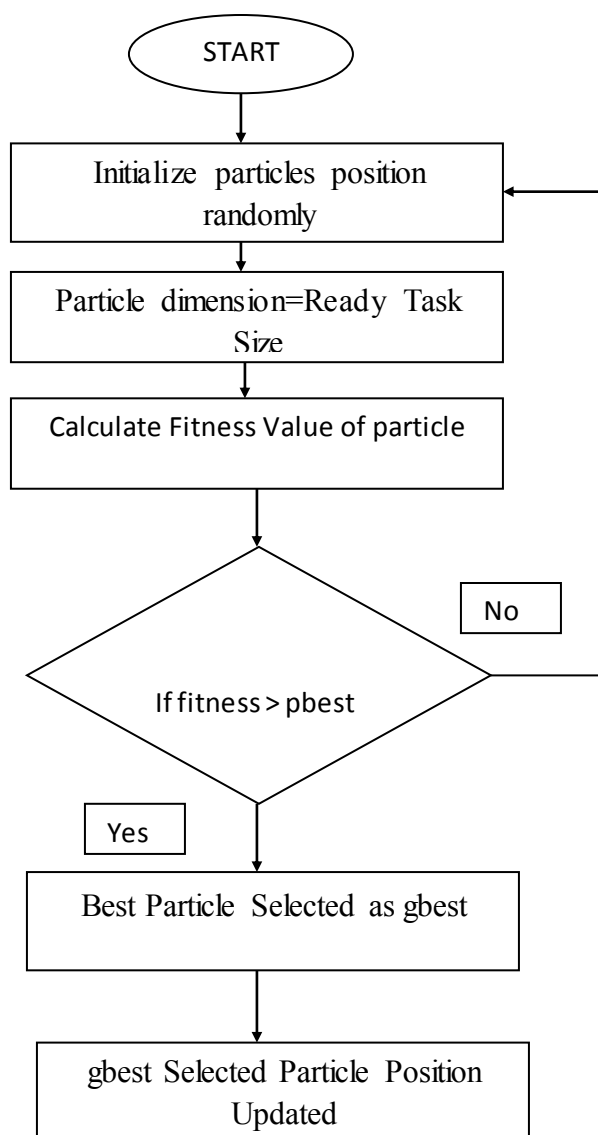 START
Initialize particles position
randomly
Particle dimension=Ready Task
Size
Calculate Fitness Value of particle
No
If fitness > pbest
Yes
Best Particle Selected as gbest
gbest Selected Particle Position
Updated